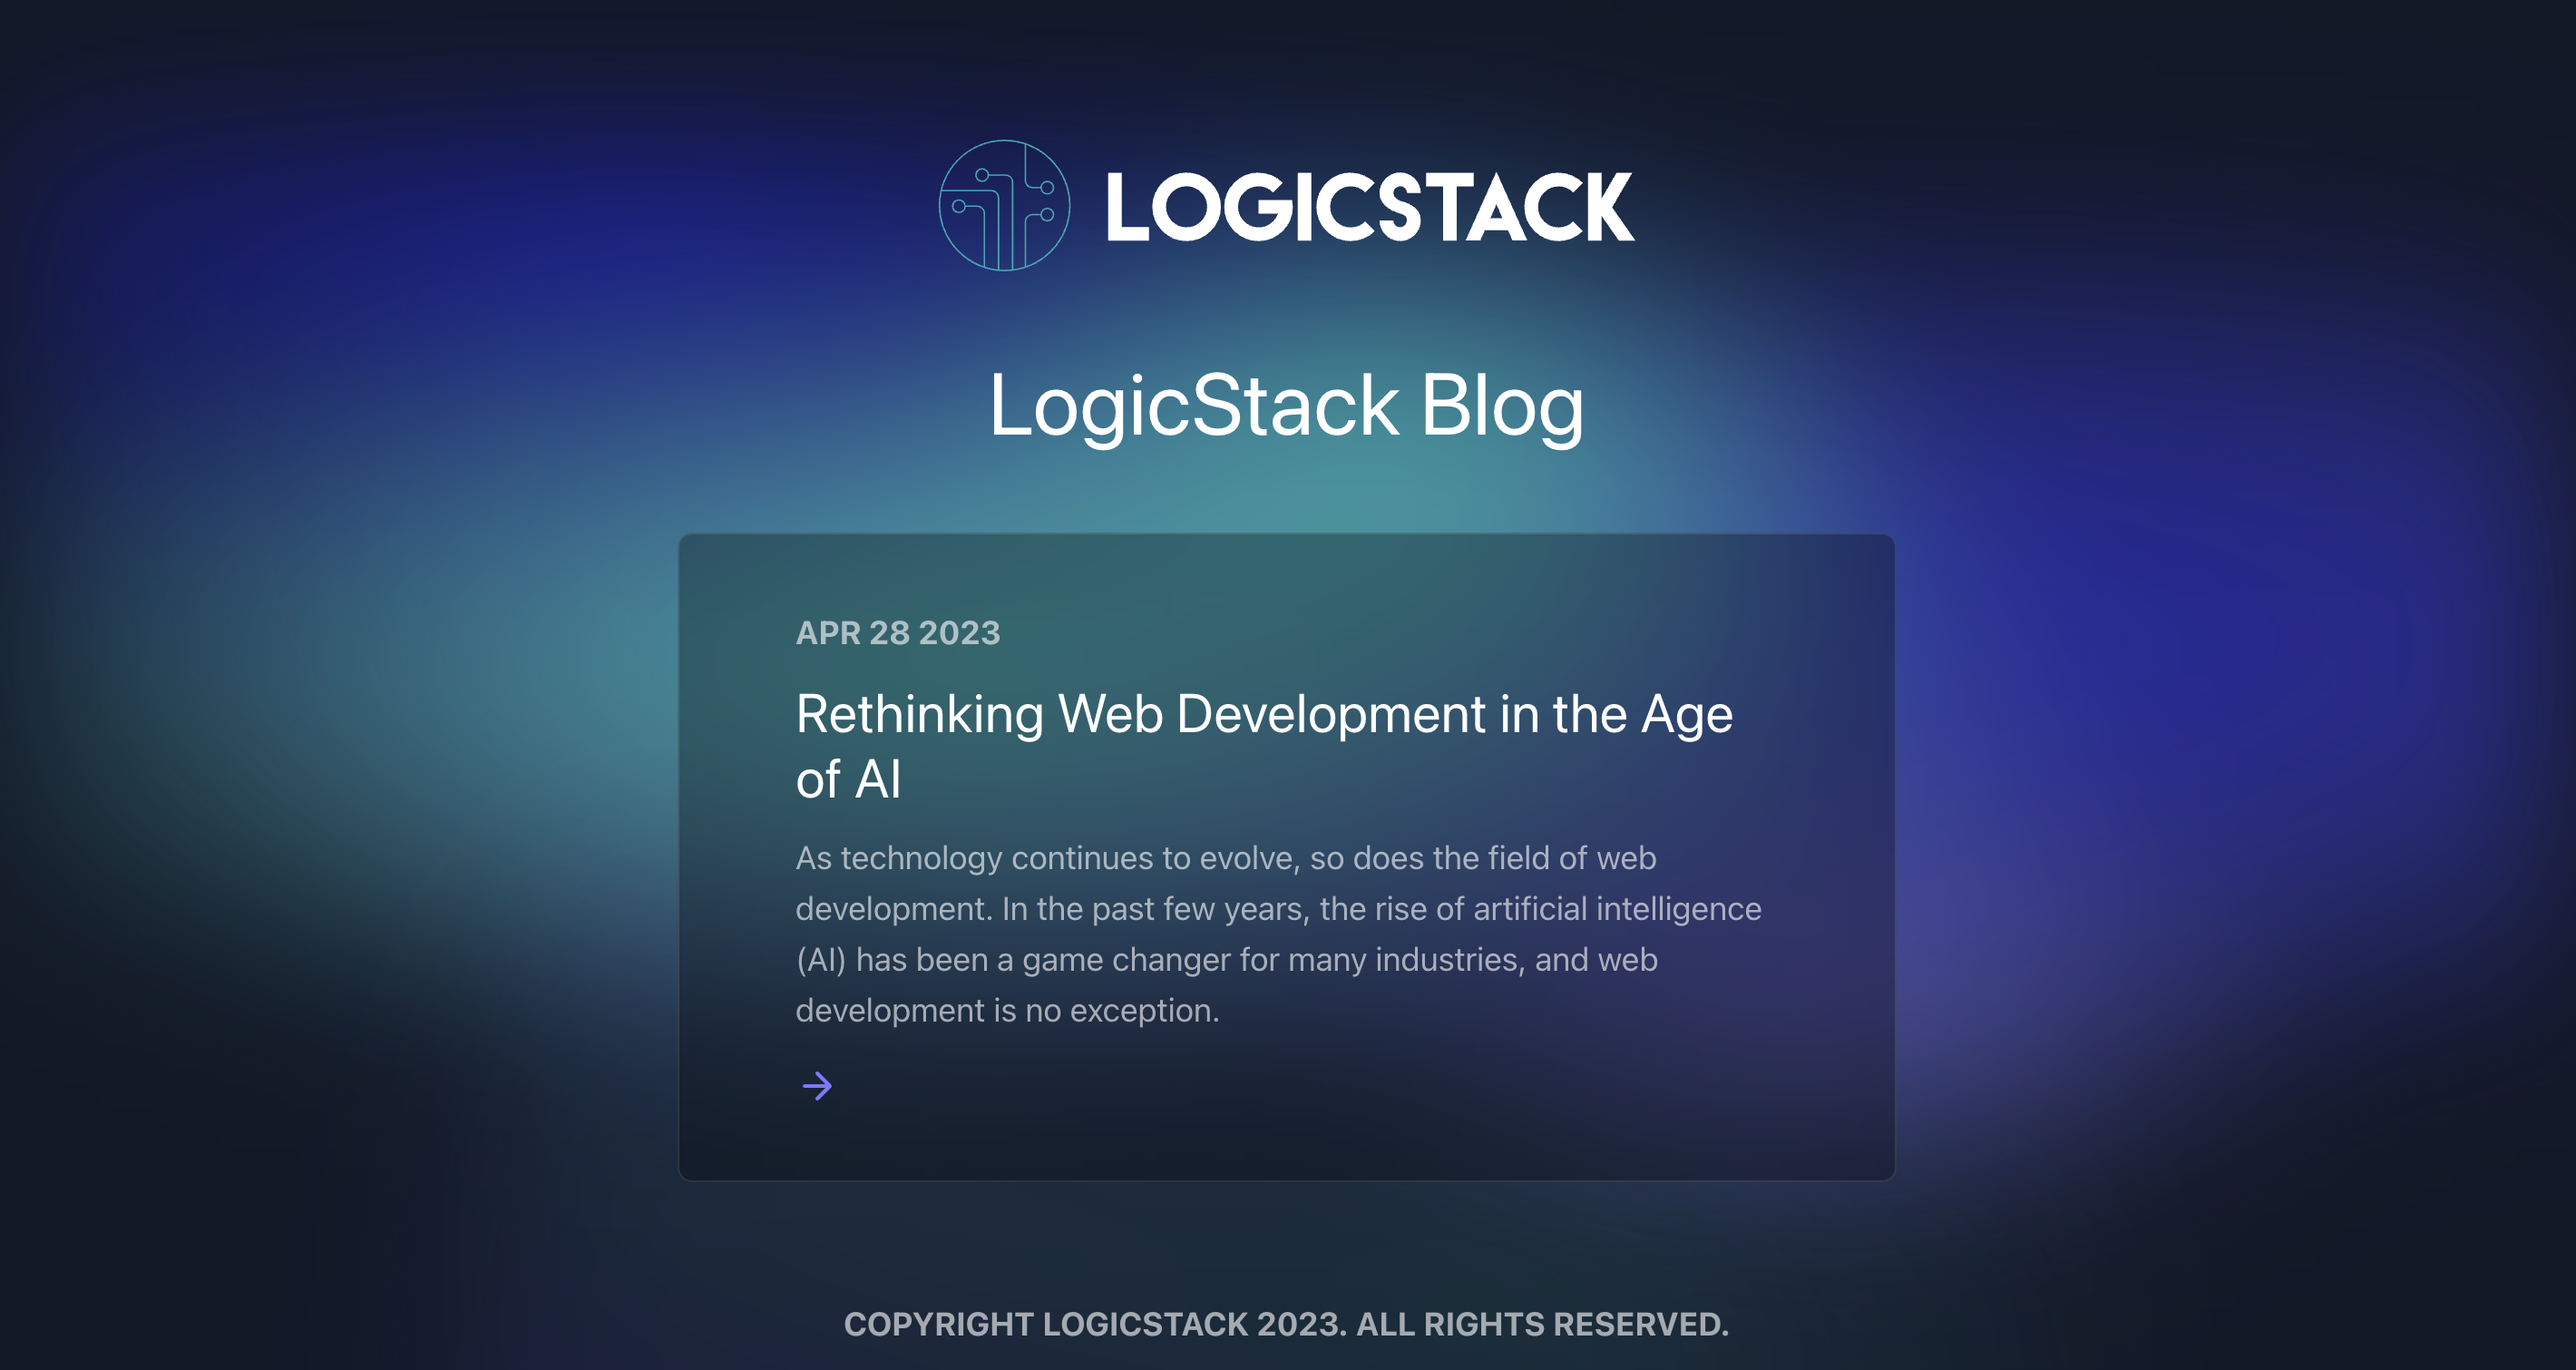 LOGICSTACK
LogicStack Blog
APR 28 2023
Rethinking Web Development in the Age
of AI
As technology continues to evolve, so does the field of web
development. In the past few years, the rise of artificial intelligence
(AI) has been a game changer for many industries, and web
development is no exception.
COPYRIGHT LOGICSTACK 2023. ALL RIGHTS RESERVED.